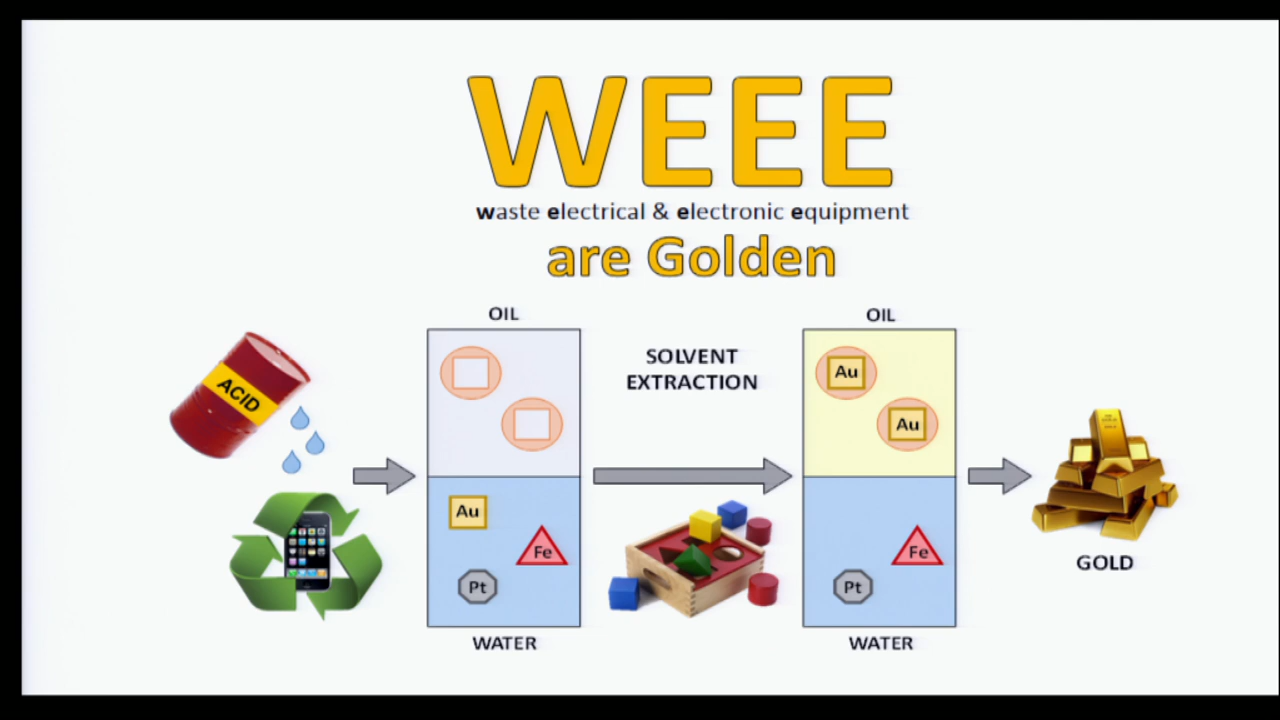 WEEE
waste electrical & electronic equipment
are Golden
OIL
OIL
SOLVENT
EXTRACTION
ACID
Au
Au
Au
Fe
Pt
Fe
Pt
WATER
WATER
GOLD